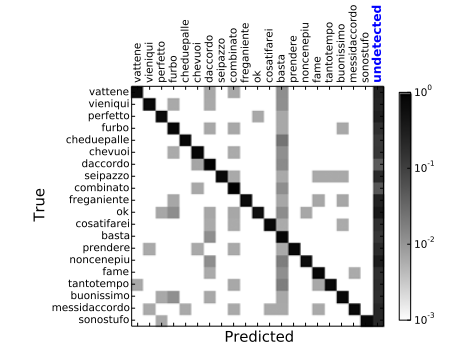 vattene
vieniqui
perfetto
furbo
cheduepalle
chevuoi
daccordo
seipazzo
combinato
freganiente
ok
cosatifarei
basta
prendere
noncenepiu
fame
tantotempo
buonissimo
messidaccordo
sonostufo
undetected
vattene
vieniqui
perfetto
furbo
cheduepalle
chevuoi
daccordo
seipazzo
combinato
freganiente
ok
cosatifarei
basta
prendere
noncenepiu
fame
tantotempo
buonissimo
messidaccordo
sonostufo
True
Predicted
10^0
10^-1
10^-2
10^-3